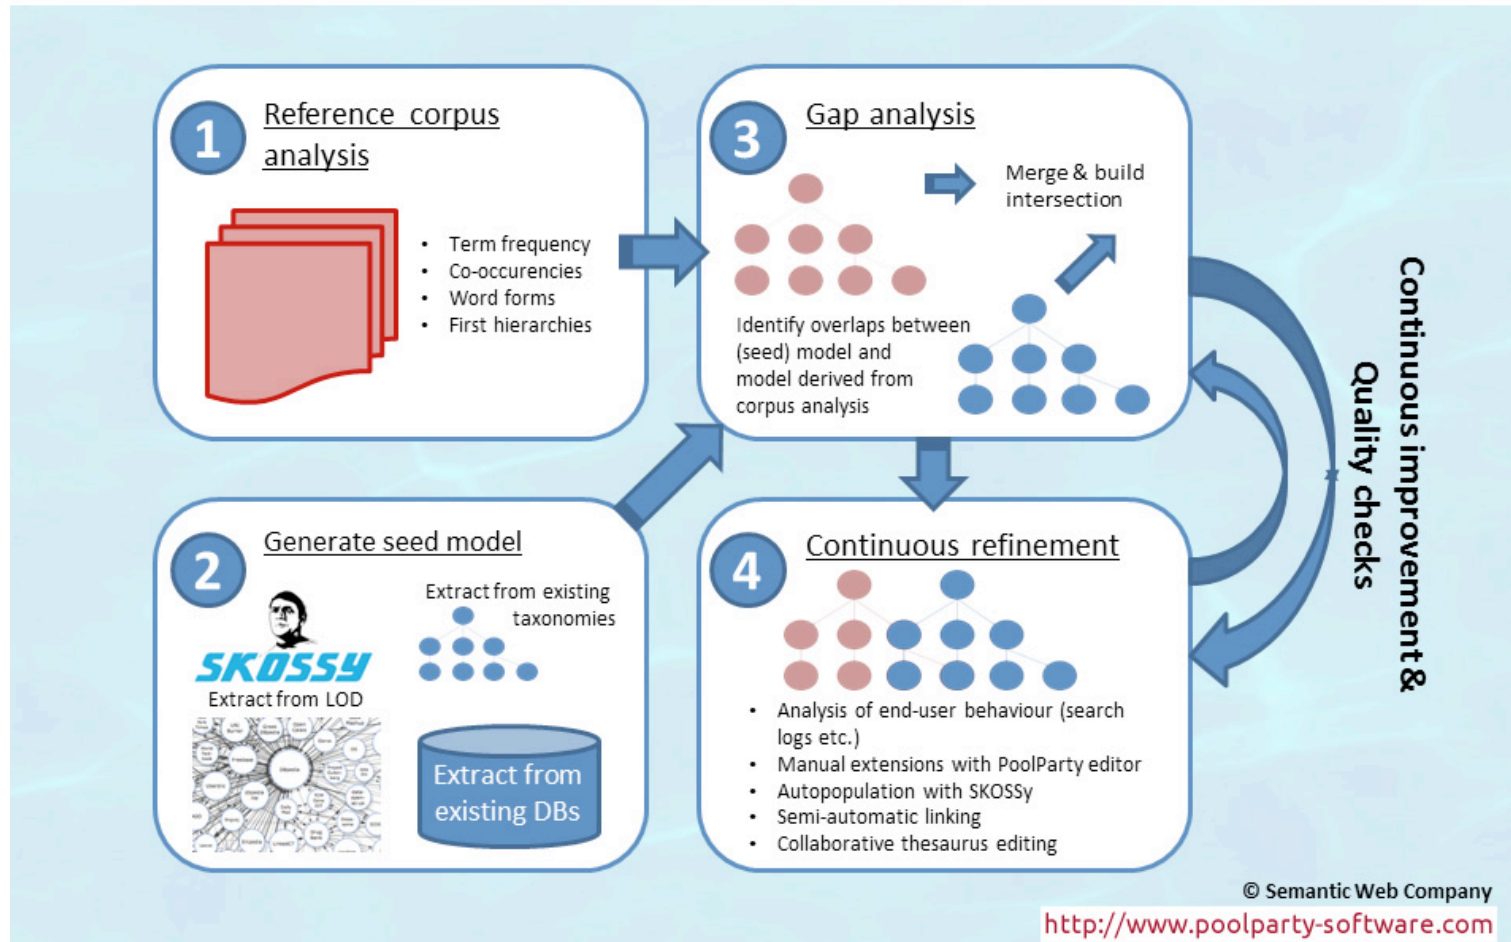 1
Reference corpus
analysis
• Term frequency
• Co-occurencies
• Word forms
• First hierarchies
2
Generate seed model
SKOSSY
Extract from LOD
Extract from existing
taxonomies
Extract from
existing DBs
3
Gap analysis
Merge & build
intersection
Identify overlaps between
(seed) model and
model derived from
corpus analysis
4
Continuous refinement
• Analysis of end-user behaviour (search
logs etc.)
• Manual extensions with PoolParty editor
• Autopopulation with SKOSSy
• Semi-automatic linking
• Collaborative thesaurus editing
Continuous improvement &
Quality checks
© Semantic Web Company
http://www.poolparty-software.com